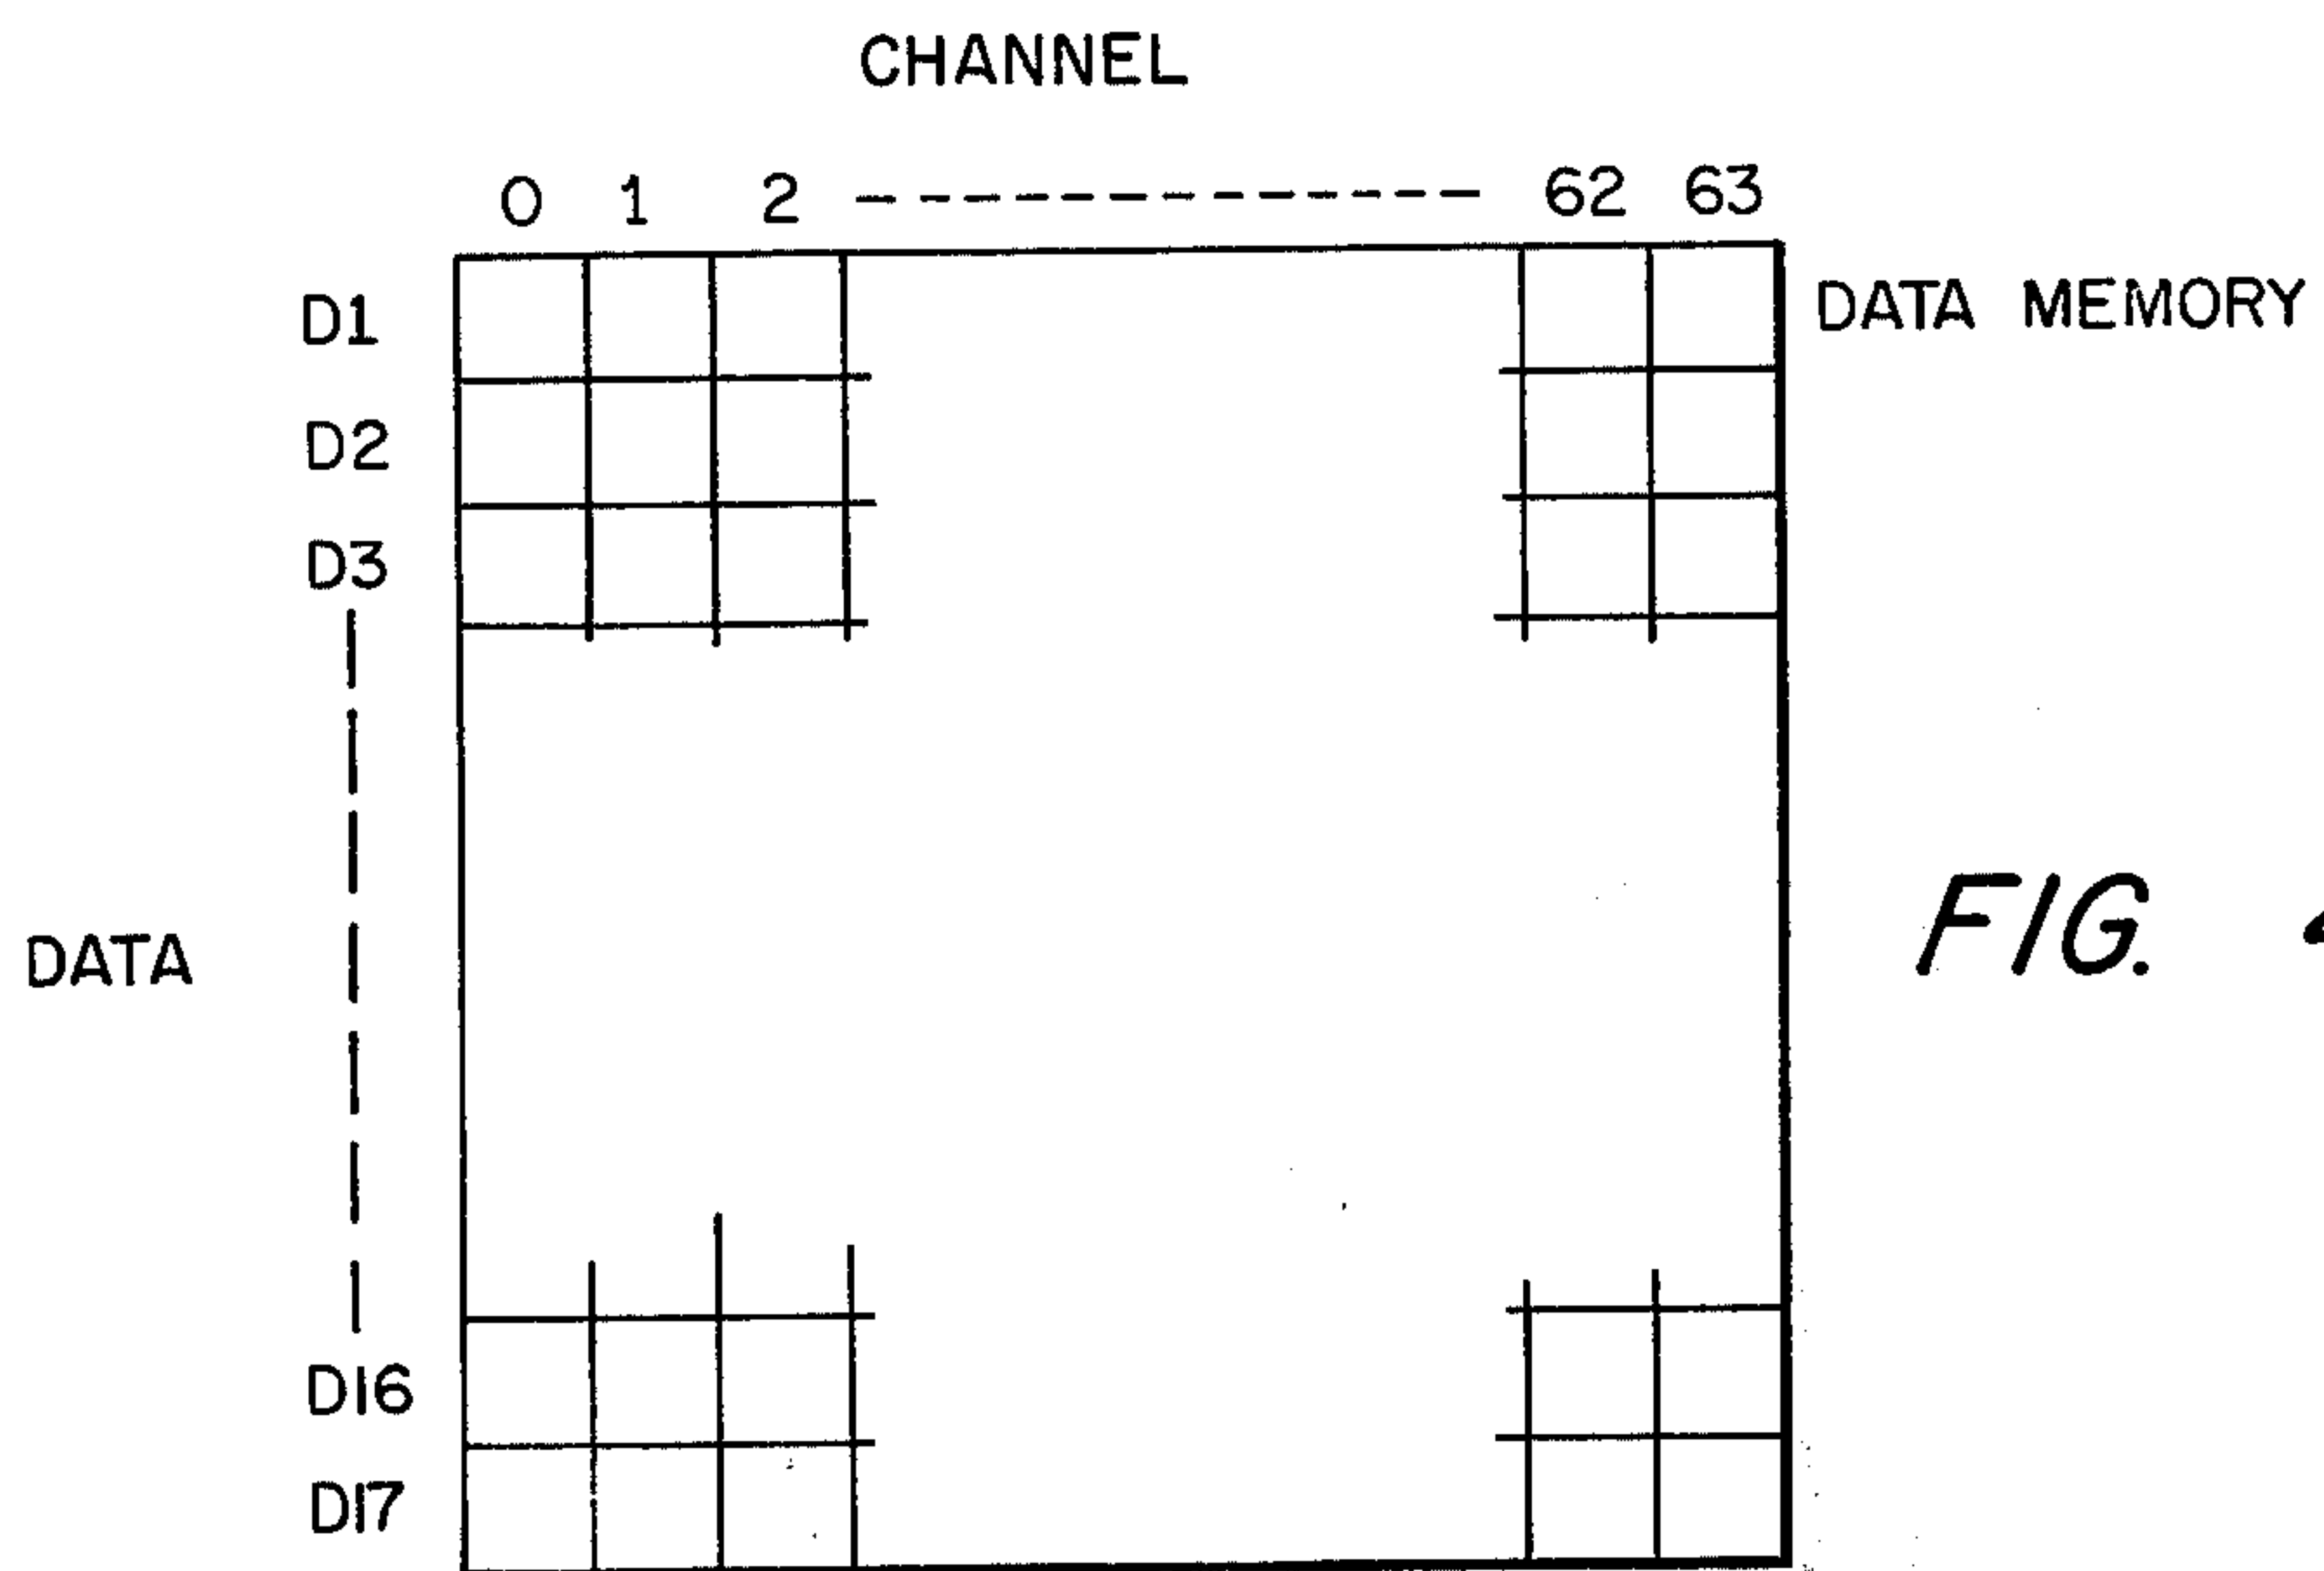 CHANNEL
0 1 2 ------------- 62 63
DATA MEMORY
D1
D2
D3
DATA
FIG.
D16
D17